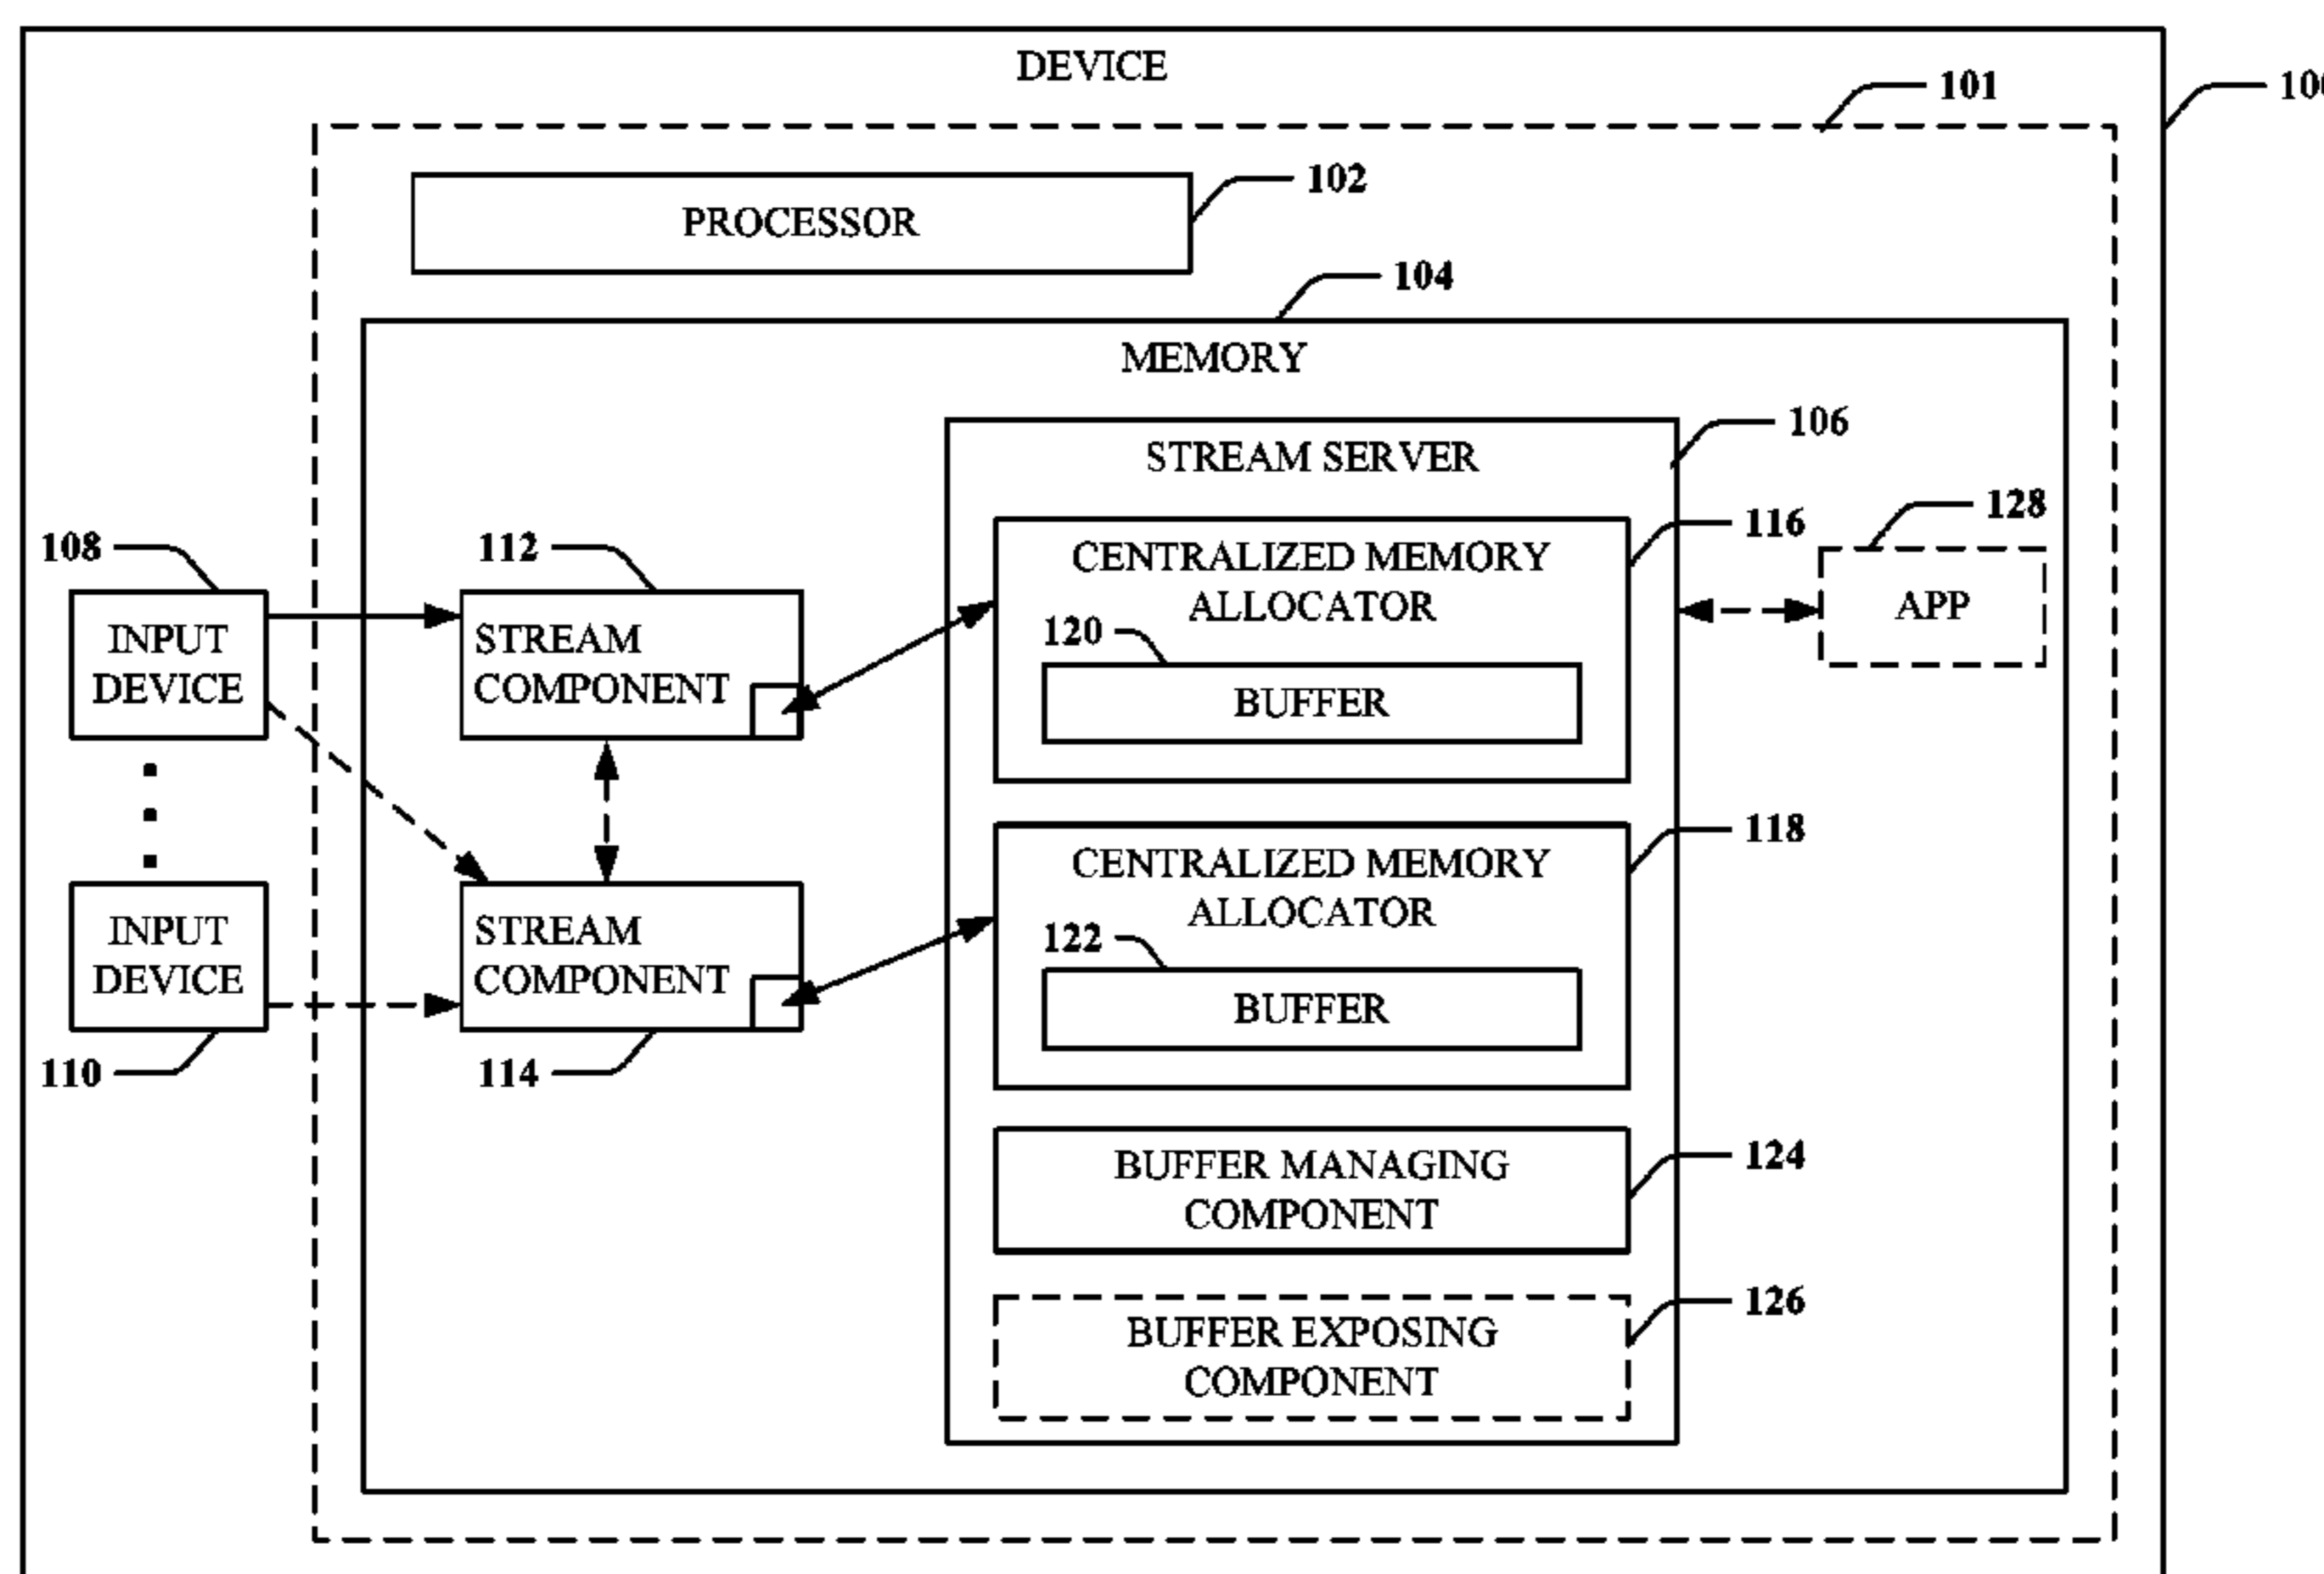 DEVICE
101
100
PROCESSOR
102
104
MEMORY
106
STREAM SERVER
128
116
APP
108
112
CENTRALIZED MEMORY
ALLOCATOR
120
BUFFER
INPUT
DEVICE
STREAM
COMPONENT
118
CENTRALIZED MEMORY
ALLOCATOR
122
BUFFER
INPUT
DEVICE
STREAM
COMPONENT
110
114
124
BUFFER MANAGING
COMPONENT
126
BUFFER EXPOSING
COMPONENT